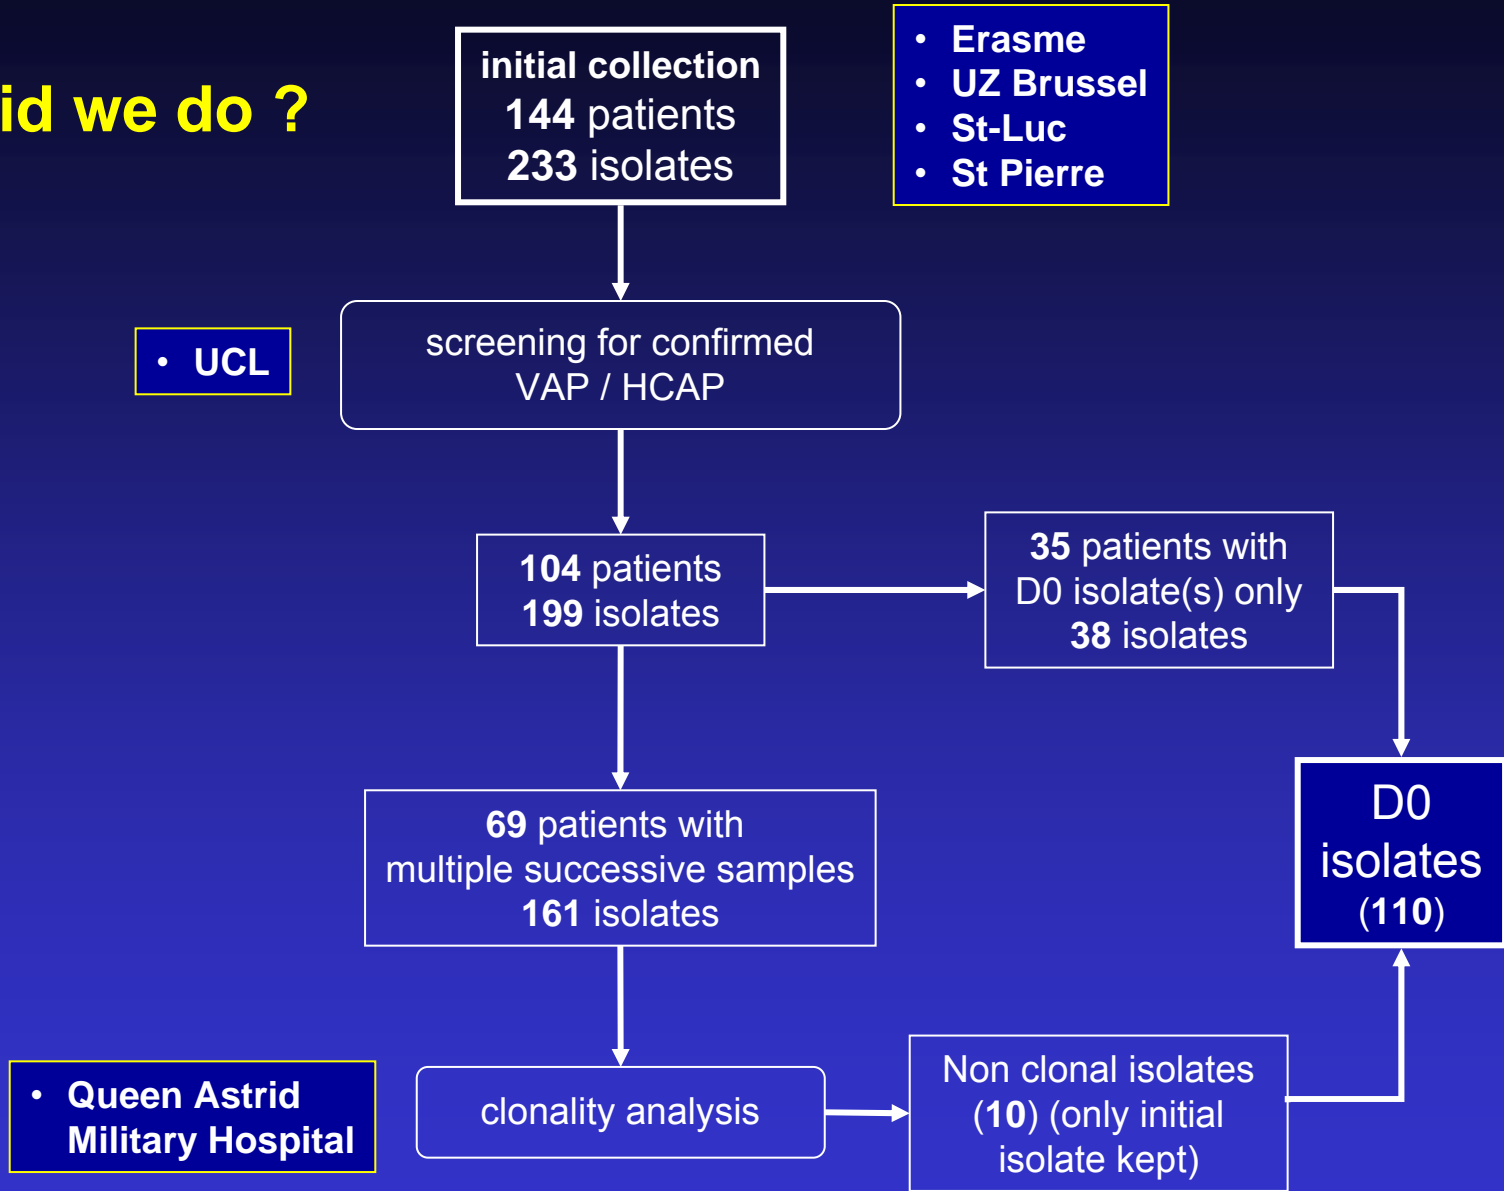 id we do ?
initial collection
144 patients
233 isolates
• Erasme
• UZ Brussel
• St-Luc
• St Pierre
• UCL
screening for confirmed
VAP / HCAP
104 patients
199 isolates
35 patients with
D0 isolate(s) only
38 isolates
69 patients with
multiple successive samples
161 isolates
D0
isolates
(110)
• Queen Astrid
Military Hospital
clonality analysis
Non clonal isolates
(10) (only initial
isolate kept)